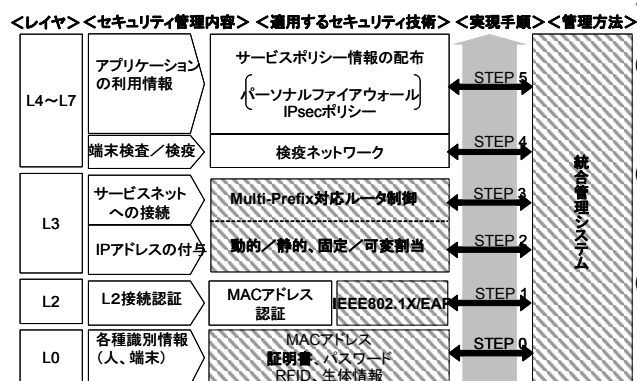 <レイヤ> <セキュリティ管理内容> <適用するセキュリティ技術> <実現手順> <管理方法>
L4～L7
アプリケーション
の利用情報
サービスポリシー情報の配布
パーソナルファイアウォール
IPsecポリシー
STEP 5
端末検査／検疫
検疫ネットワーク
STEP 4
L3
サービスネット
への接続
Multi-Prefix対応ルータ制御
STEP 3
IPアドレスの付与
動的／静的、固定／可変割当
STEP 2
L2
L2接続認証
MACアドレス
認証
IEEE802.1X/EAP
STEP 1
L0
各種識別情報
（人、端末）
MACアドレス
証明書、パスワード
RFID、生体情報
STEP 0
統合管理システム